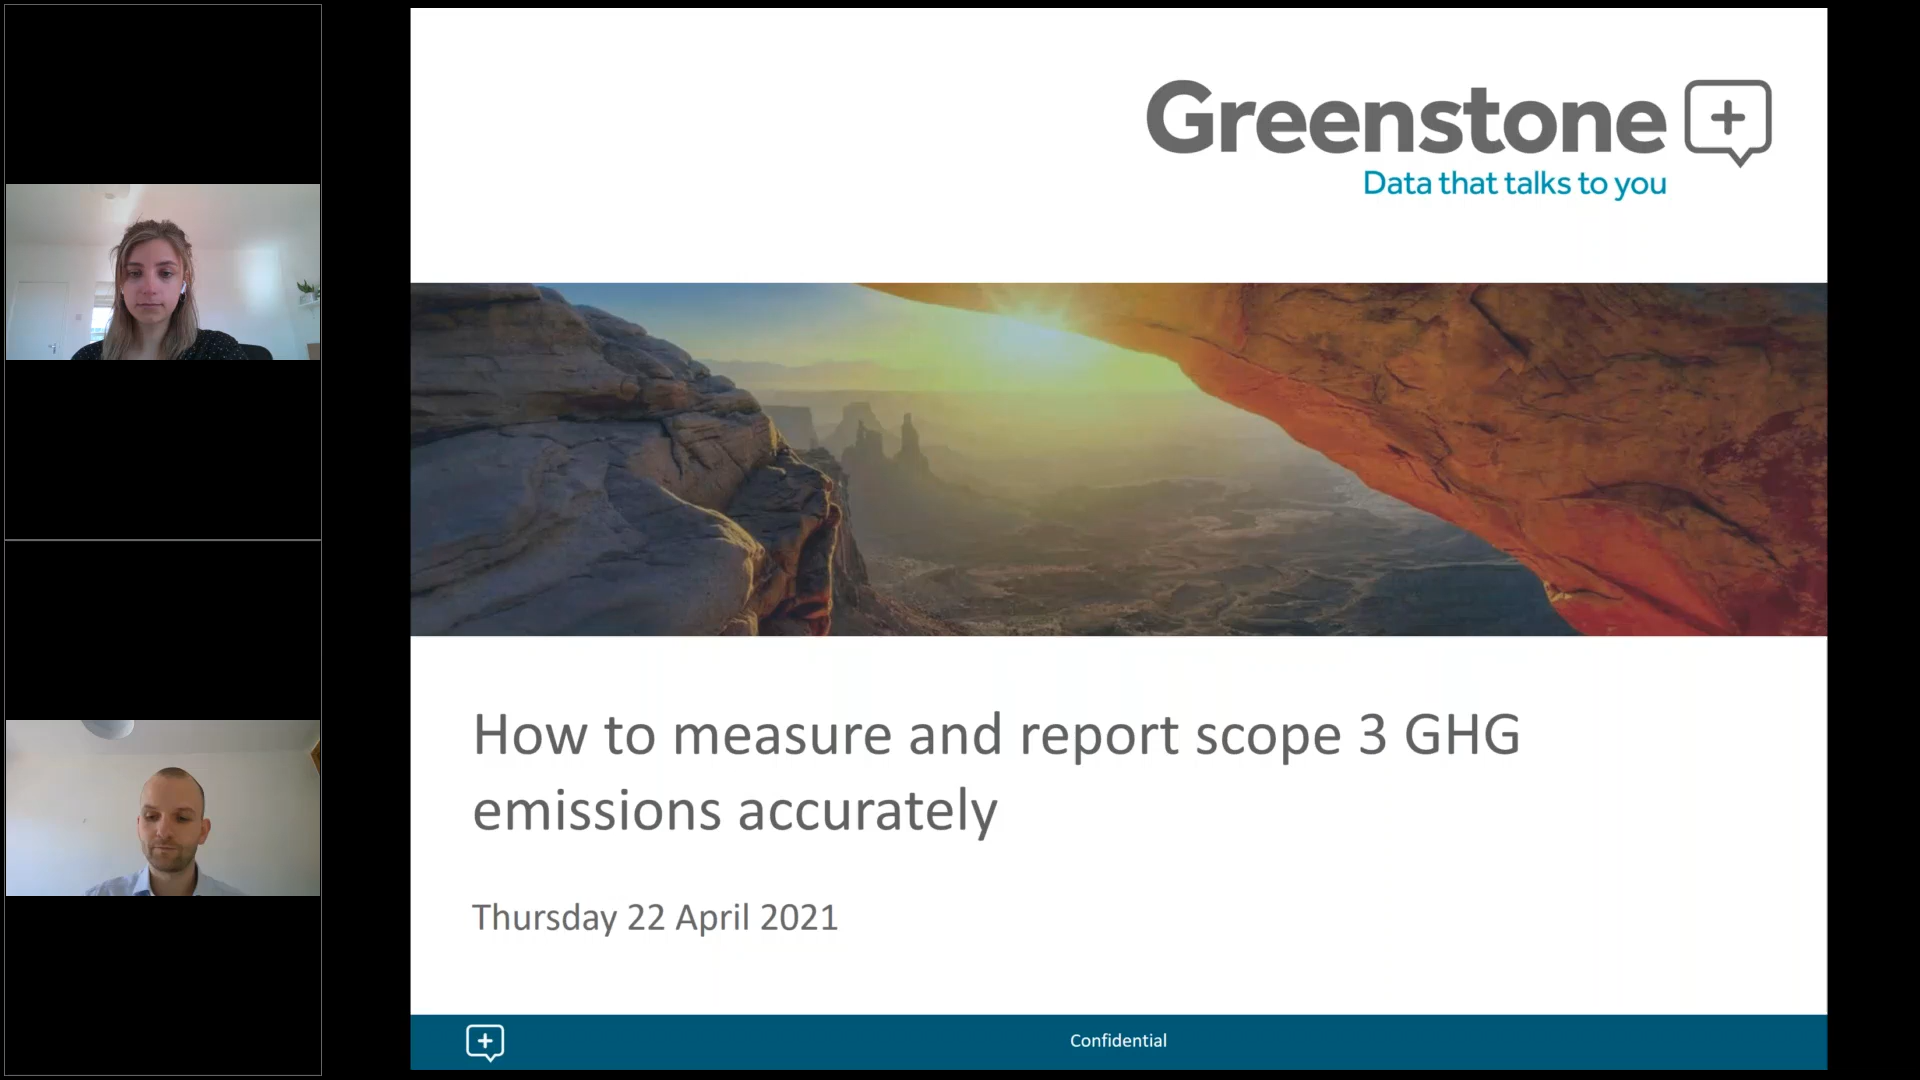 Greenstone
Data that talks to you
How to measure and report scope 3 GHG
emissions accurately
Thursday 22 April 2021
Confidential